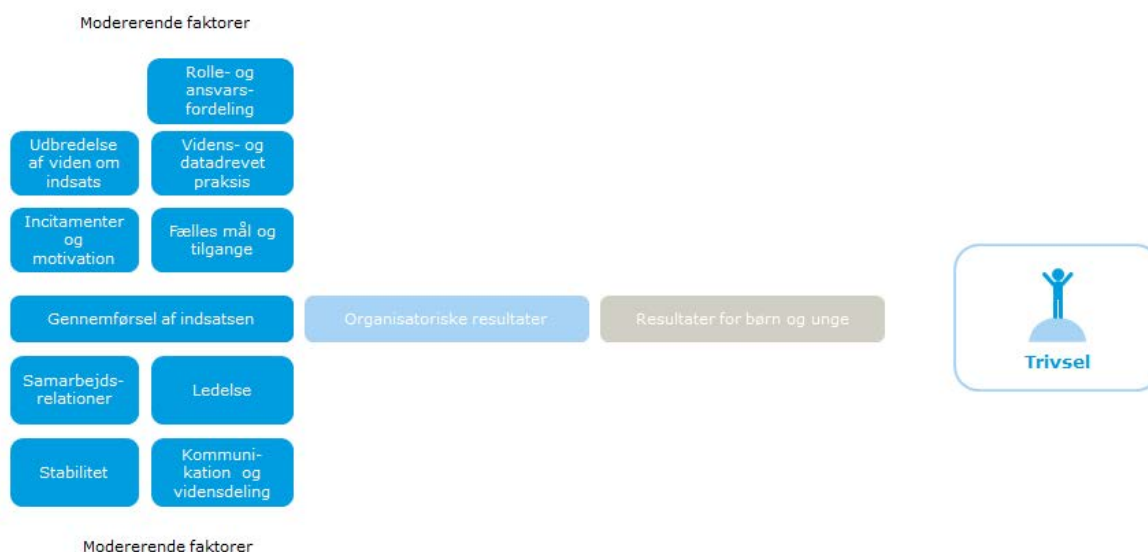 Modererende faktorer
Rolle- og
ansvars-
fordeling
Udbredelse
af viden om
indsats
Videns- og
datadrevet
praksis
Incitamenter
og
motivation
Fælles mål og
tilgange
Gennemførsel af indsatsen
Organisatoriske resultater
Resultater for børn og unge
Trivsel
Samarbejds-
relationer
Ledelse
Stabilitet
Kommuni-
kation og
vidensdeling
Modererende faktorer